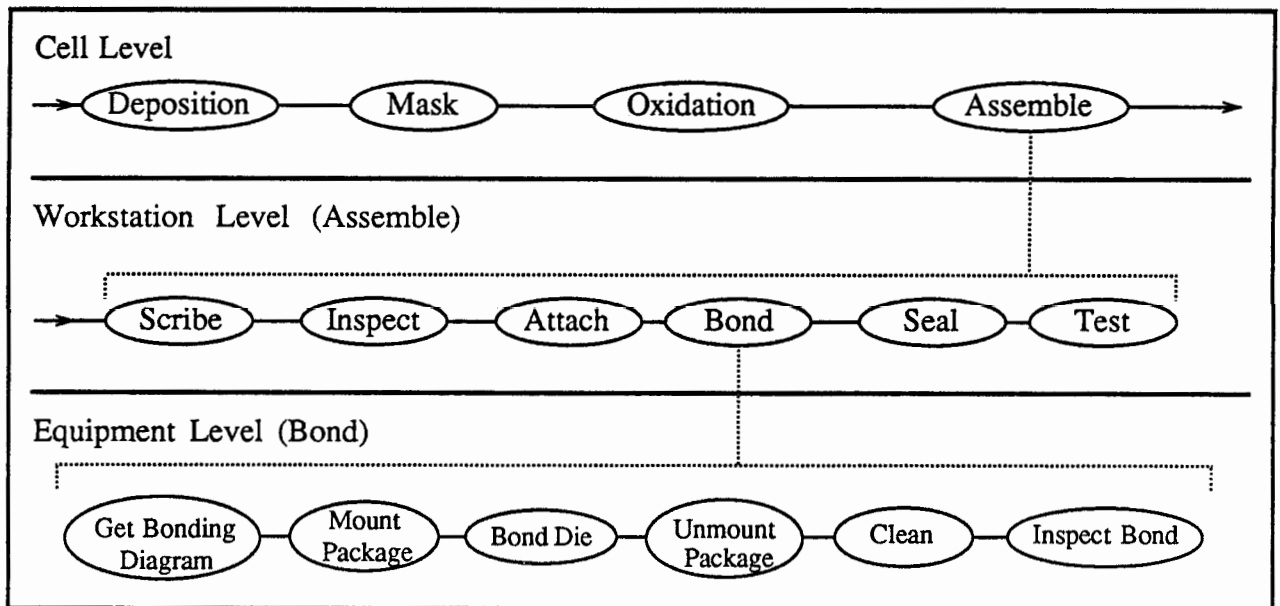 Cell Level
Deposition
Mask
Oxidation
Assemble
Workstation Level (Assemble)
Scribe
Inspect
Attach
Bond
Seal
Test
Equipment Level (Bond)
Get Bonding
Diagram
Mount
Package
Bond Die
Unmount
Package
Clean
Inspect Bond